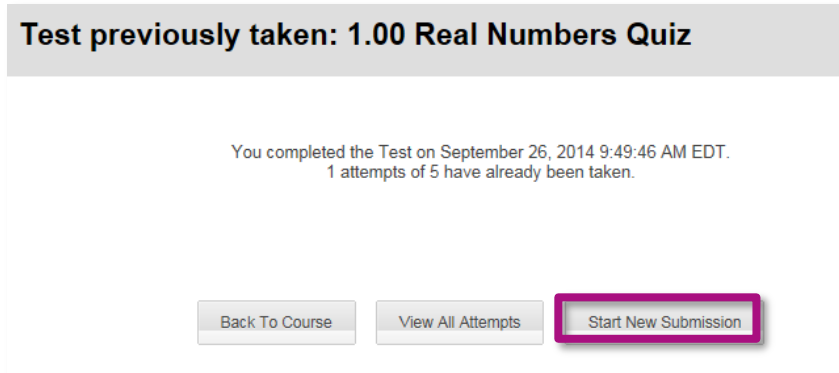 Test previously taken: 1.00 Real Numbers Quiz
You completed the Test on September 26, 2014 9:49:46 AM EDT.
1 attempts of 5 have already been taken.
Back To Course
View All Attempts
Start New Submission